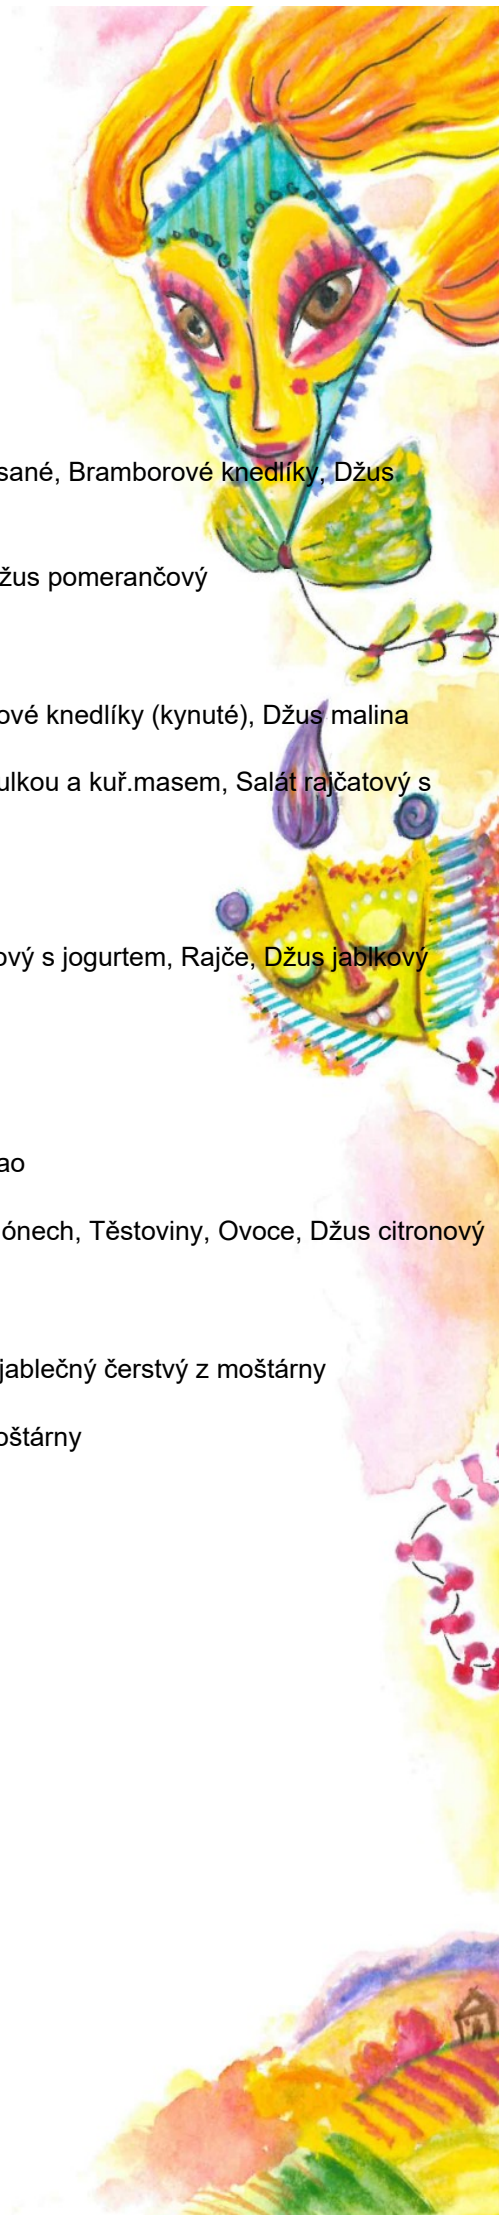 sané, Bramborové knedlíky, Džus
žus pomerančový
ové knedlíky (kynuté), Džus malina
ulkou a kuř.masem, Salát rajčatový s
ový s jogurtem, Rajče, Džus jablkový
ao
ónech, Těstoviny, Ovoce, Džus citronový
jablečný čerstvý z moštárny
oštárny